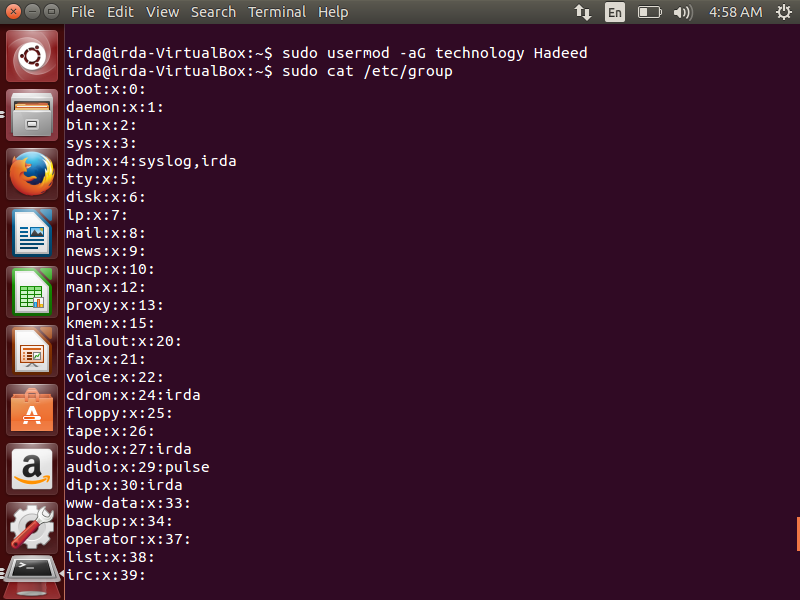 File Edit View Search Terminal Help En 4:58 AM
irda@irda-VirtualBox:~$ sudo usermod -aG technology Hadeed
irda@irda-VirtualBox:~$ sudo cat /etc/group
root:x:0:
daemon:x:1:
bin:x:2:
sys:x:3:
adm:x:4:syslog,irda
tty:x:5:
disk:x:6:
lp:x:7:
mail:x:8:
news:x:9:
uucp:x:10:
man:x:12:
proxy:x:13:
kmem:x:15:
dialout:x:20:
fax:x:21:
voice:x:22:
cdrom:x:24:irda
floppy:x:25:
tape:x:26:
sudo:x:27:irda
audio:x:29:pulse
dip:x:30:irda
www-data:x:33:
backup:x:34:
operator:x:37:
list:x:38:
irc:x:39: